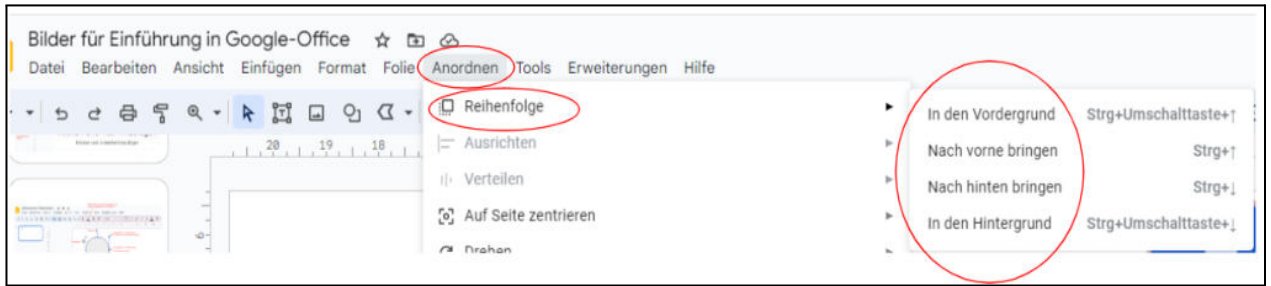 Bilder für Einführung in Google-Office
Datei Bearbeiten Ansicht Einfügen Format Folie Anordnen Tools Erweiterungen Hilfe
Reihenfolge
20 19 18
Ausrichten
Verteilen
Auf Seite zentrieren
Drehen
In den Vordergrund Strg+Umschalttaste+↑
Nach vorne bringen Strg+↑
Nach hinten bringen Strg+↓
In den Hintergrund Strg+Umschalttaste+↓